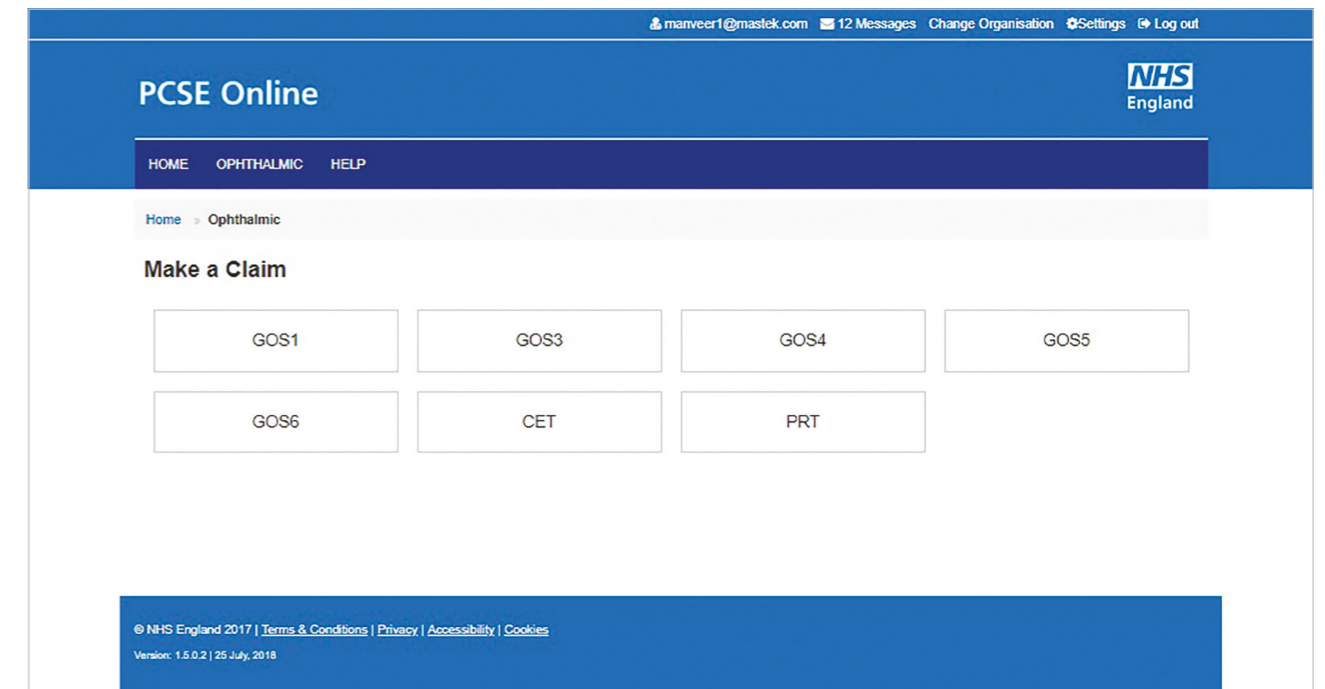 manveer1@mastek.com 12 Messages Change Organisation Settings Log out
PCSE Online
NHS
England
HOME OPHTHALMIC HELP
Home » Ophthalmic
Make a Claim
GOS1 GOS3 GOS4 GOS5
GOS6 CET PRT
© NHS England 2017 | Terms & Conditions | Privacy | Accessibility | Cookies
Version: 1.5.0.2 | 25 July, 2018